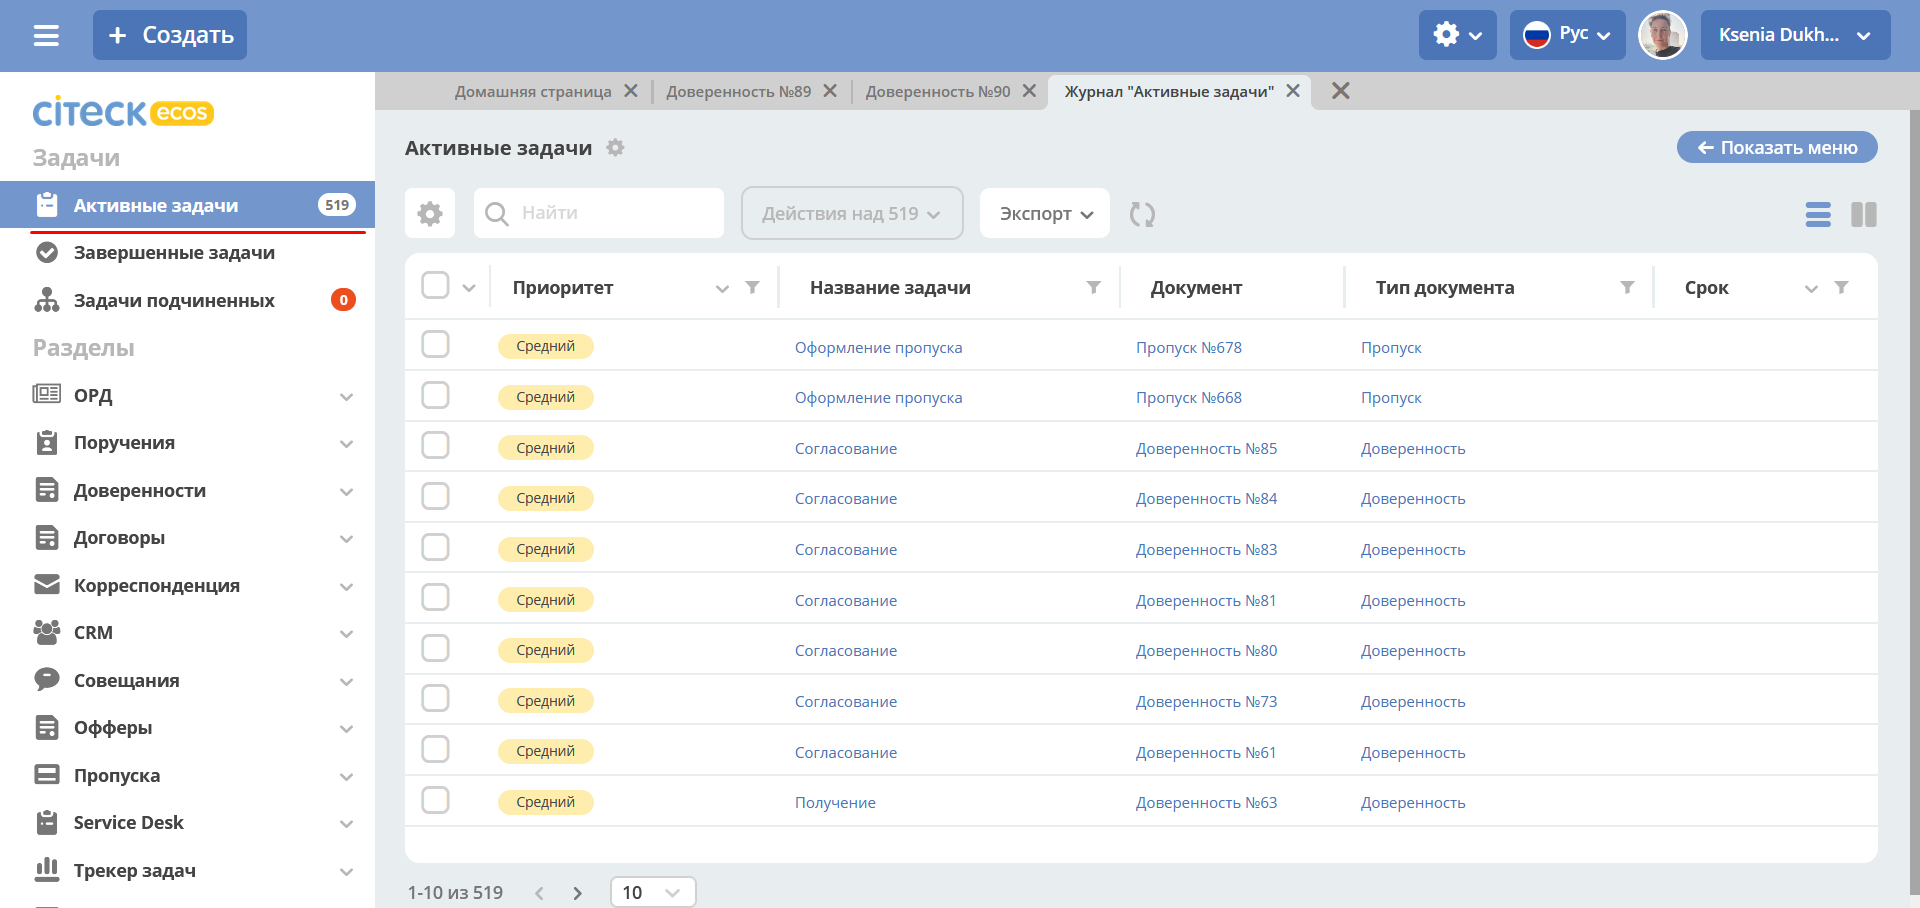 + Создать
Рус
Ksenia Dukh...
Домашняя страница
Доверенность №89
Доверенность №90
Журнал "Активные задачи"
citeck ecos
Задачи
Активные задачи 519
Завершенные задачи
Задачи подчиненных 0
Разделы
ОРД
Поручения
Доверенности
Договоры
Корреспонденция
CRM
Совещания
Офферы
Пропуска
Service Desk
Трекер задач
Активные задачи
Показать меню
Найти
Действия над 519
Экспорт
Приоритет Название задачи Документ Тип документа Срок
Средний Оформление пропуска Пропуск №678 Пропуск
Средний Оформление пропуска Пропуск №668 Пропуск
Средний Согласование Доверенность №85 Доверенность
Средний Согласование Доверенность №84 Доверенность
Средний Согласование Доверенность №83 Доверенность
Средний Согласование Доверенность №81 Доверенность
Средний Согласование Доверенность №80 Доверенность
Средний Согласование Доверенность №73 Доверенность
Средний Согласование Доверенность №61 Доверенность
Средний Получение Доверенность №63 Доверенность
1-10 из 519
10